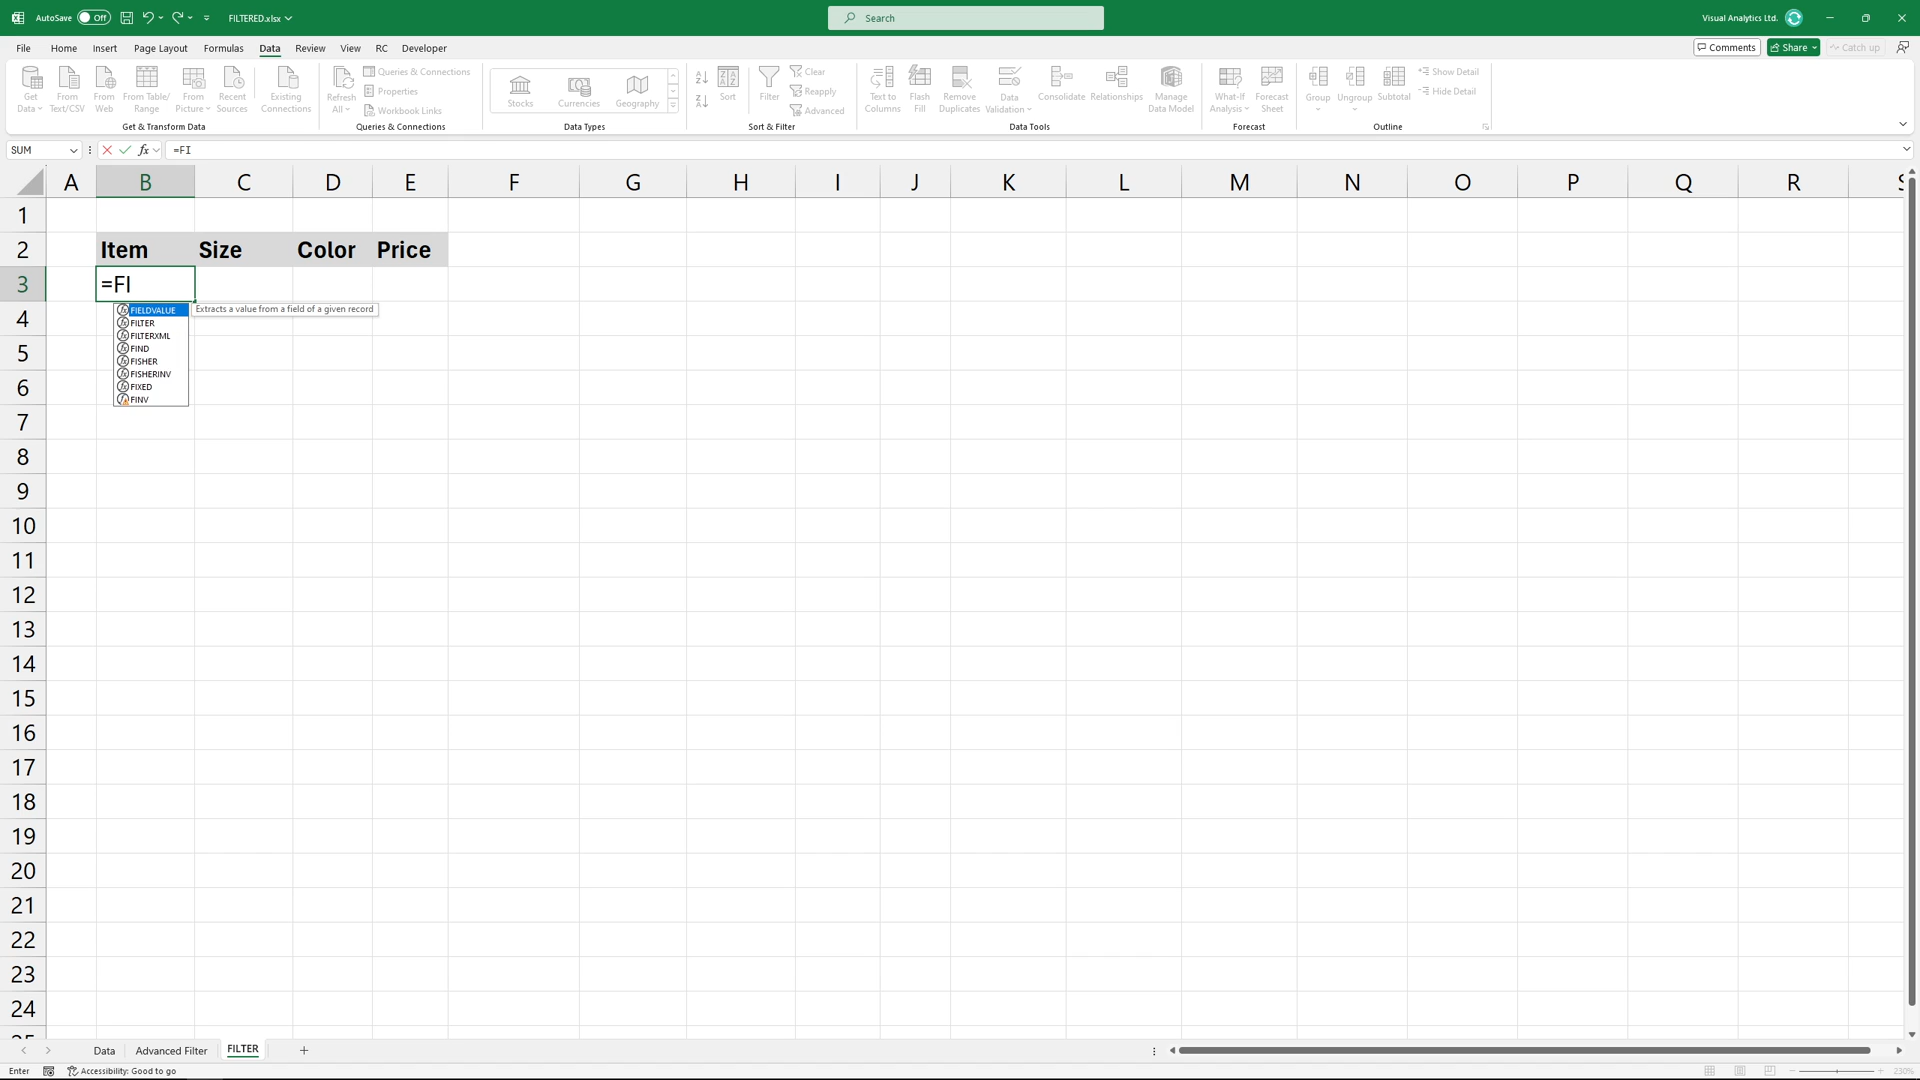 AutoSave Off FILTERED.xlsx Search Visual Analytics Ltd.
File Home Insert Page Layout Formulas Data Review View RC Developer Comments Share Catch up
Get Data
From Text/CSV
From Web
From Table/ Range
From Picture
Recent Sources
Existing Connections
Get & Transform Data
Refresh All
Queries & Connections
Properties
Workbook Links
Queries & Connections
Stocks Currencies Geography
Data Types
Sort
Filter
Clear
Reapply
Advanced
Sort & Filter
Text to Columns
Flash Fill
Remove Duplicates
Data Validation
Consolidate
Relationships
Manage Data Model
Data Tools
What-If Analysis
Forecast Sheet
Forecast
Group
Ungroup
Subtotal
Show Detail
Hide Detail
Outline
SUM fx =FI
A B C D E F G H I J K L M N O P Q R
1
2 Item Size Color Price
3 =FI
FIELDVALUE Extracts a value from a field of a given record
4 FILTER
FILTERXML
5 FIND
FISHER
FISHERINV
6 FIXED
FINV
7
8
9
10
11
12
13
14
15
16
17
18
19
20
21
22
23
24
25
Data Advanced Filter FILTER
Enter Accessibility: Good to go 230%